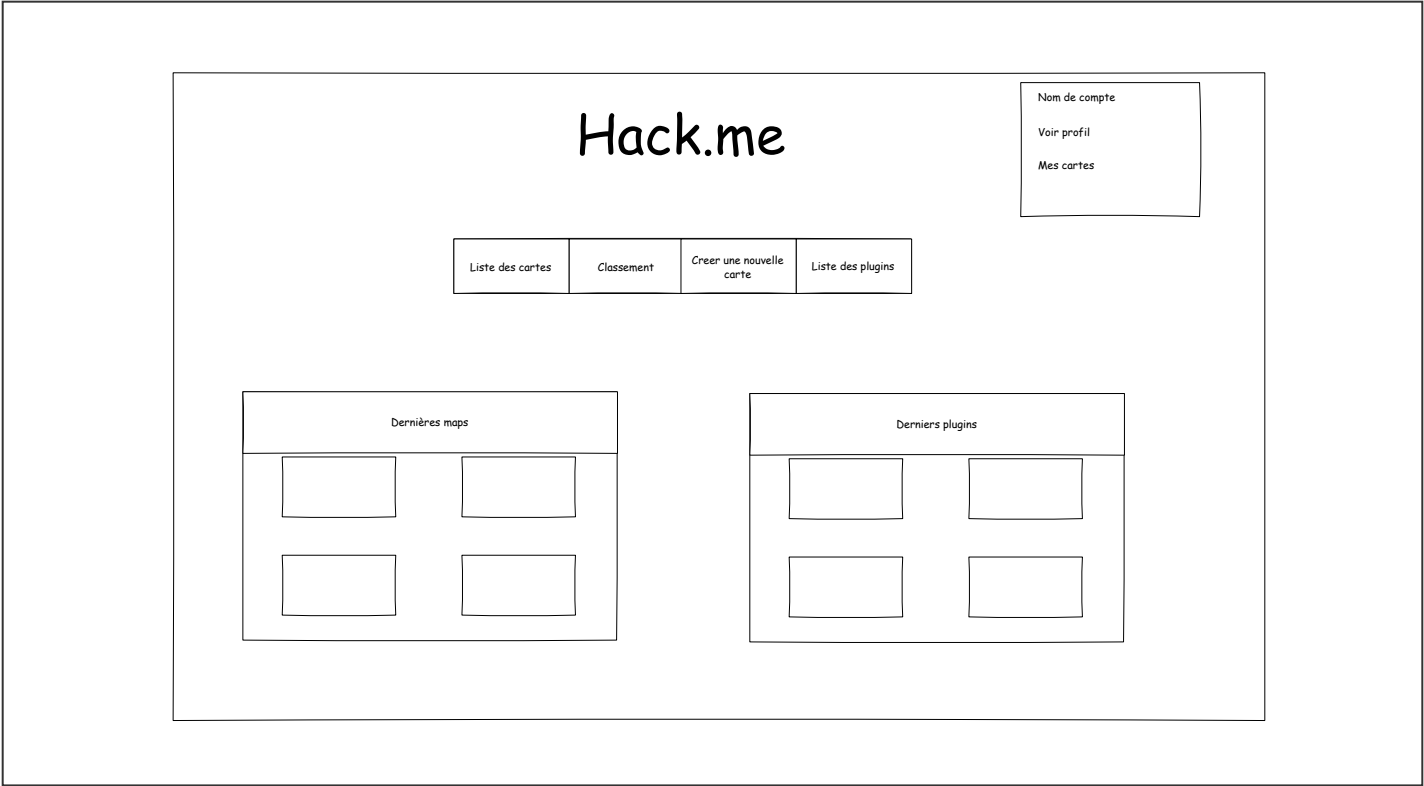 Hack.me
Nom de compte
Voir profil
Mes cartes
Liste des cartes
Classement
Creer une nouvelle
carte
Liste des plugins
Dernières maps
Derniers plugins